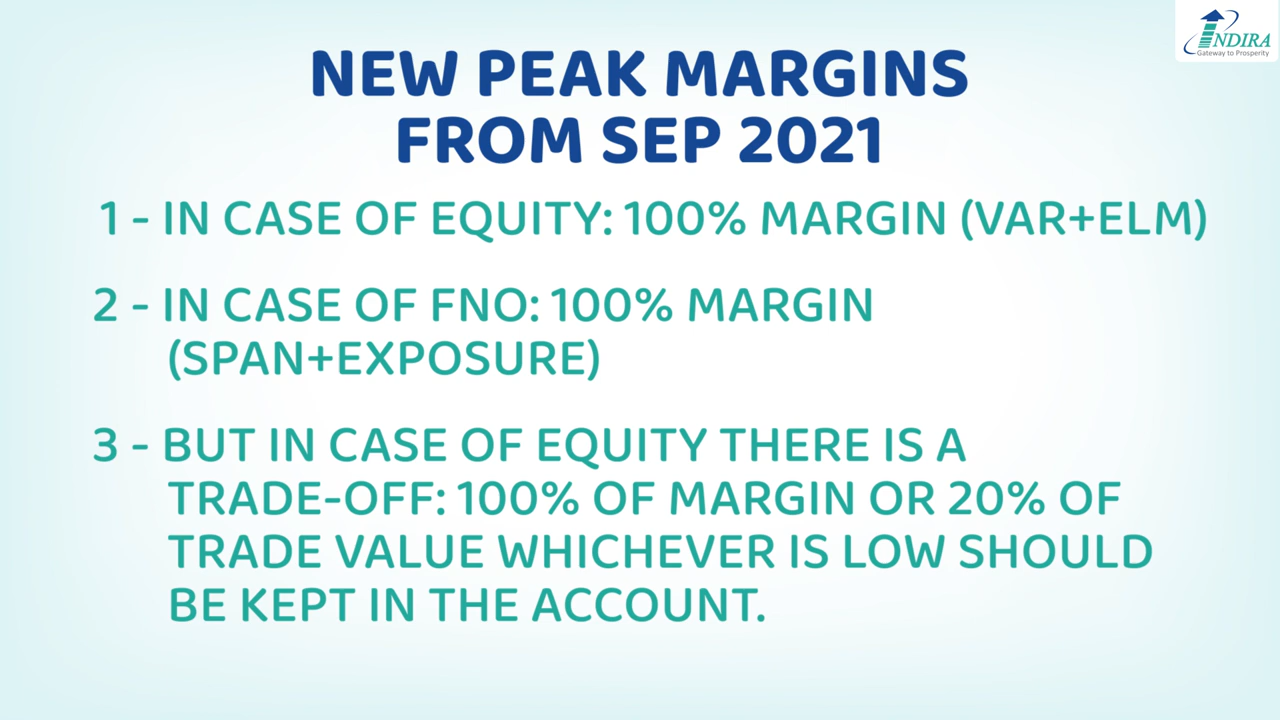 INDIRA
Gateway to Prosperity
NEW PEAK MARGINS
FROM SEP 2021
1 - IN CASE OF EQUITY: 100% MARGIN (VAR+ELM)
2 - IN CASE OF FNO: 100% MARGIN
(SPAN+EXPOSURE)
3 - BUT IN CASE OF EQUITY THERE IS A
TRADE-OFF: 100% OF MARGIN OR 20% OF
TRADE VALUE WHICHEVER IS LOW SHOULD
BE KEPT IN THE ACCOUNT.